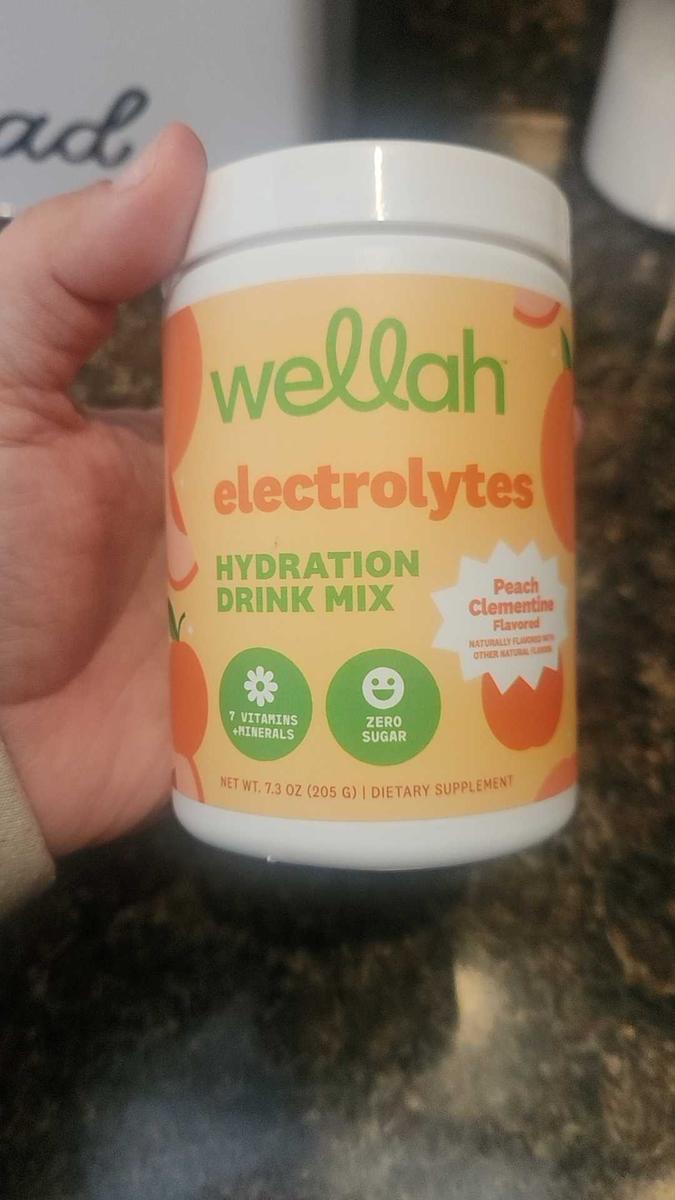 ad
wellah™
electrolytes
HYDRATION
DRINK MIX
Peach
Clementine
Flavored
NATURALLY FLAVORED WITH
OTHER NATURAL FLAVORS
7 VITAMINS
+MINERALS
ZERO
SUGAR
NET WT. 7.3 OZ (205 G) | DIETARY SUPPLEMENT